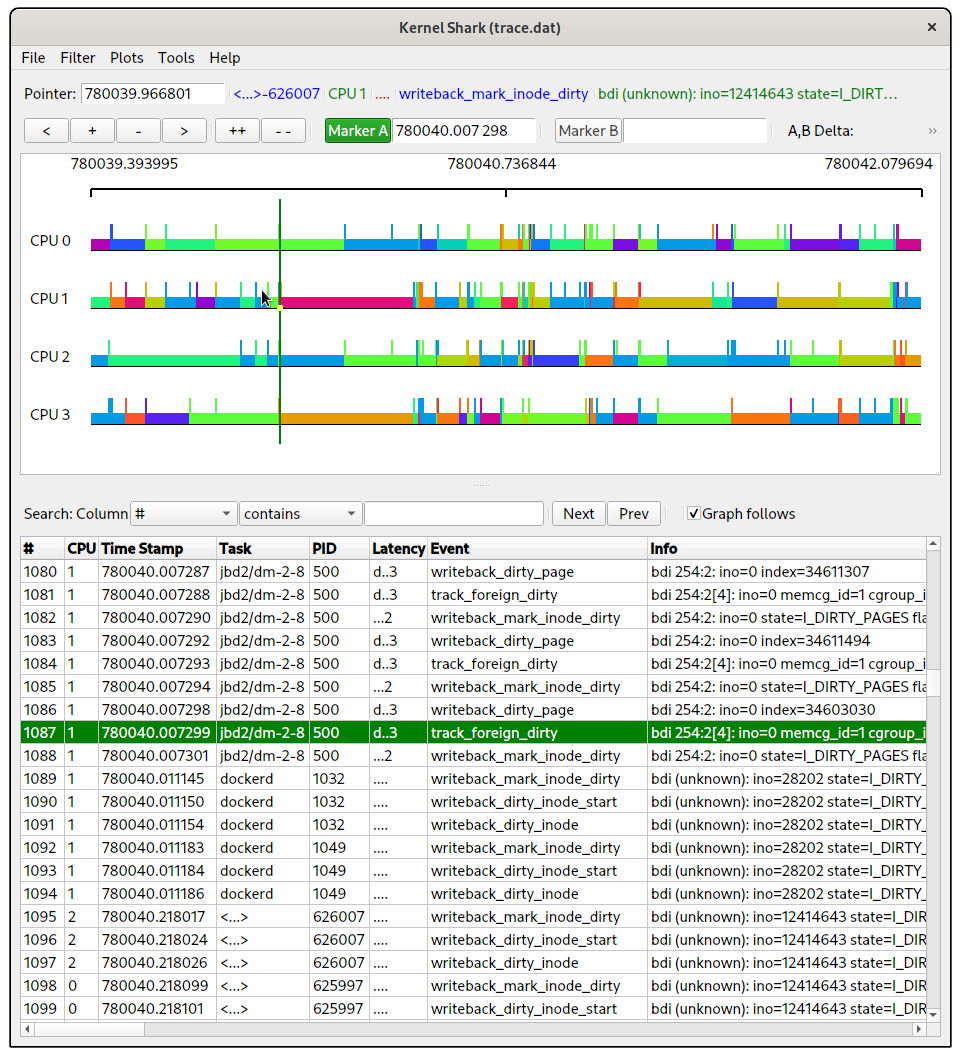 Kernel Shark (trace.dat)
File Filter Plots Tools Help
Pointer: 780039.966801 <...>-626007 CPU 1 .... writeback_mark_inode_dirty bdi (unknown): ino=12414643 state=I_DIRT…
< + - > ++ - - Marker A 780040.007 298 Marker B A,B Delta: »
780039.393995 780040.736844 780042.079694
CPU 0
CPU 1
CPU 2
CPU 3
Search: Column # contains Next Prev Graph follows
# CPU Time Stamp Task PID Latency Event Info
1080 1 780040.007287 jbd2/dm-2-8 500 d..3 writeback_dirty_page bdi 254:2: ino=0 index=34611307
1081 1 780040.007288 jbd2/dm-2-8 500 d..3 track_foreign_dirty bdi 254:2[4]: ino=0 memcg_id=1 cgroup_i
1082 1 780040.007290 jbd2/dm-2-8 500 ...2 writeback_mark_inode_dirty bdi 254:2: ino=0 state=I_DIRTY_PAGES fla
1083 1 780040.007292 jbd2/dm-2-8 500 d..3 writeback_dirty_page bdi 254:2: ino=0 index=34611494
1084 1 780040.007293 jbd2/dm-2-8 500 d..3 track_foreign_dirty bdi 254:2[4]: ino=0 memcg_id=1 cgroup_i
1085 1 780040.007294 jbd2/dm-2-8 500 ...2 writeback_mark_inode_dirty bdi 254:2: ino=0 state=I_DIRTY_PAGES fla
1086 1 780040.007298 jbd2/dm-2-8 500 d..3 writeback_dirty_page bdi 254:2: ino=0 index=34603030
1087 1 780040.007299 jbd2/dm-2-8 500 d..3 track_foreign_dirty bdi 254:2[4]: ino=0 memcg_id=1 cgroup_i
1088 1 780040.007301 jbd2/dm-2-8 500 ...2 writeback_mark_inode_dirty bdi 254:2: ino=0 state=I_DIRTY_PAGES fla
1089 1 780040.011145 dockerd 1032 .... writeback_mark_inode_dirty bdi (unknown): ino=28202 state=I_DIRTY_
1090 1 780040.011150 dockerd 1032 .... writeback_dirty_inode_start bdi (unknown): ino=28202 state=I_DIRTY_
1091 1 780040.011154 dockerd 1032 .... writeback_dirty_inode bdi (unknown): ino=28202 state=I_DIRTY_
1092 1 780040.011183 dockerd 1049 .... writeback_mark_inode_dirty bdi (unknown): ino=28202 state=I_DIRTY_
1093 1 780040.011184 dockerd 1049 .... writeback_dirty_inode_start bdi (unknown): ino=28202 state=I_DIRTY_
1094 1 780040.011186 dockerd 1049 .... writeback_dirty_inode bdi (unknown): ino=28202 state=I_DIRTY_
1095 2 780040.218017 <...> 626007 .... writeback_mark_inode_dirty bdi (unknown): ino=12414643 state=I_DIR
1096 2 780040.218024 <...> 626007 .... writeback_dirty_inode_start bdi (unknown): ino=12414643 state=I_DIR
1097 2 780040.218026 <...> 626007 .... writeback_dirty_inode bdi (unknown): ino=12414643 state=I_DIR
1098 0 780040.218099 <...> 625997 .... writeback_mark_inode_dirty bdi (unknown): ino=12414643 state=I_DIR
1099 0 780040.218101 <...> 625997 .... writeback_dirty_inode_start bdi (unknown): ino=12414643 state=I_DIR